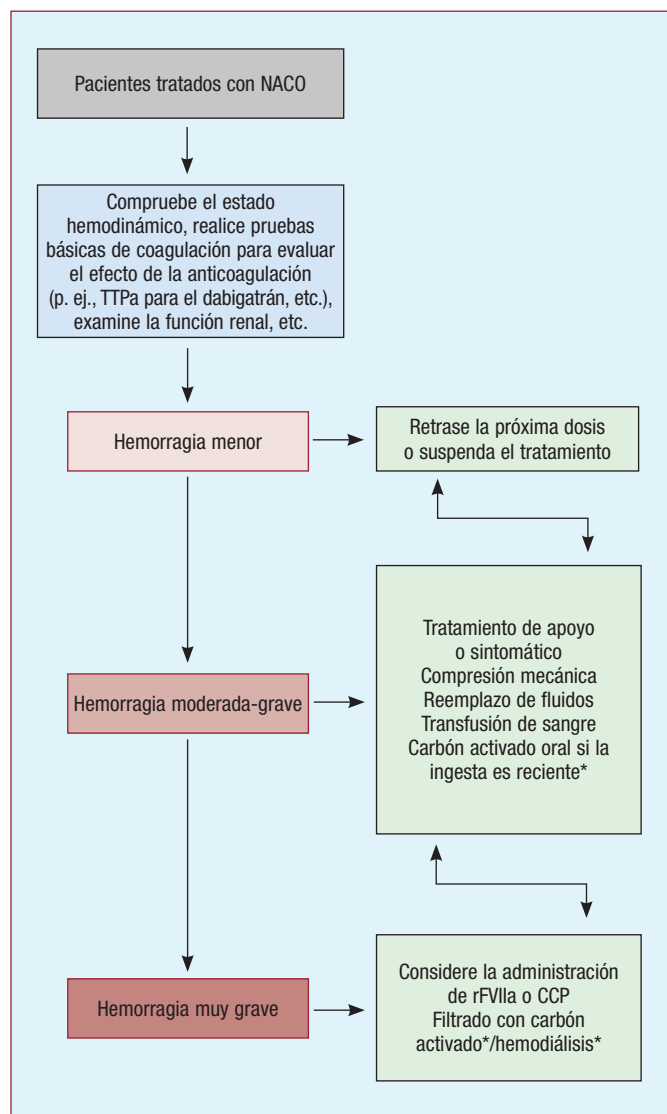 Pacientes tratados con NACO
Compruebe el estado
hemodinámico, realice pruebas
básicas de coagulación para evaluar
el efecto de la anticoagulación
(p. ej., TTPa para el dabigatrán, etc.),
examine la función renal, etc.
Hemorragia menor
Retrase la próxima dosis
o suspenda el tratamiento
Hemorragia moderada-grave
Tratamiento de apoyo
o sintomático
Compresión mecánica
Reemplazo de fluidos
Transfusión de sangre
Carbón activado oral si la
ingesta es reciente*
Hemorragia muy grave
Considere la administración
de rFVIIa o CCP
Filtrado con carbón
activado*/hemodiálisis*